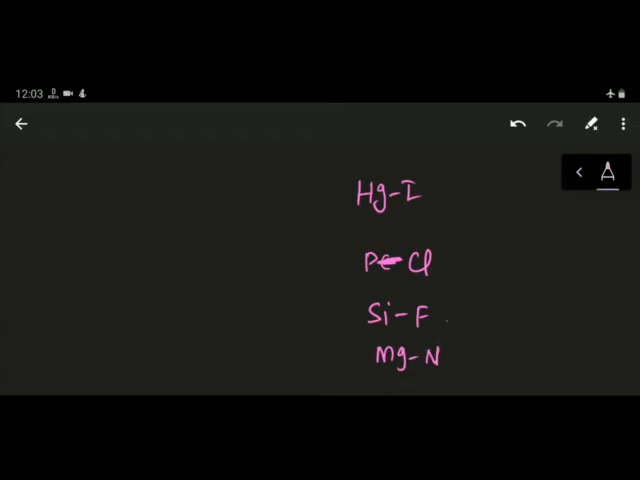 12:03
Hg-I
P-Cl
Si-F
Mg-N